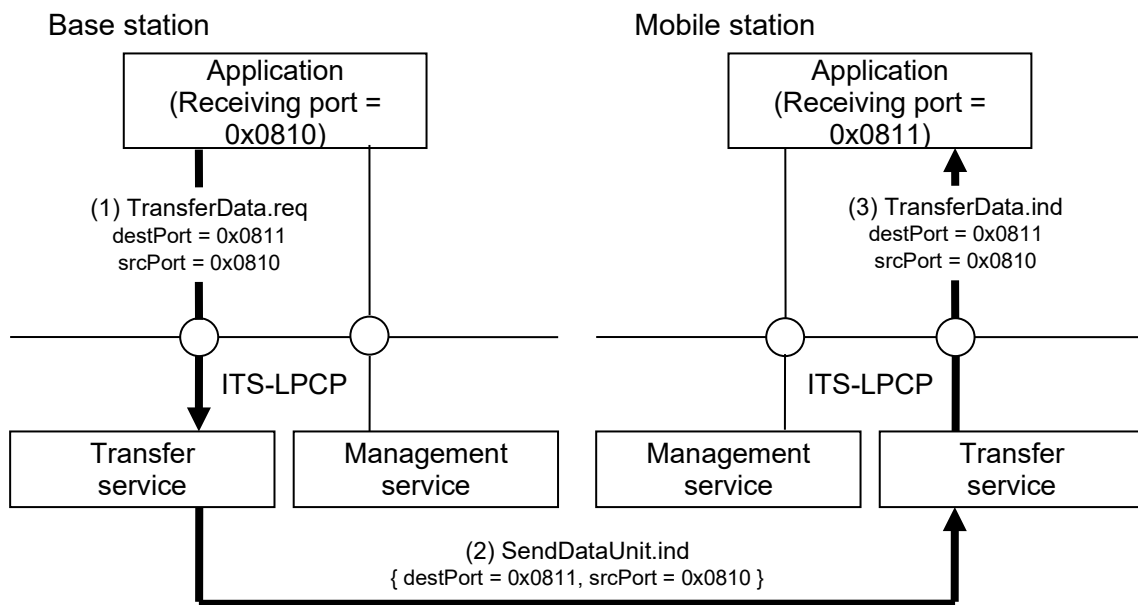 Base station
Mobile station
Application
(Receiving port =
0x0810)
Application
(Receiving port =
0x0811)
(1) TransferData.req
destPort = 0x0811
srcPort = 0x0810
(3) TransferData.ind
destPort = 0x0811
srcPort = 0x0810
ITS-LPCP
ITS-LPCP
Transfer
service
Management
service
Management
service
Transfer
service
(2) SendDataUnit.ind
{ destPort = 0x0811, srcPort = 0x0810 }